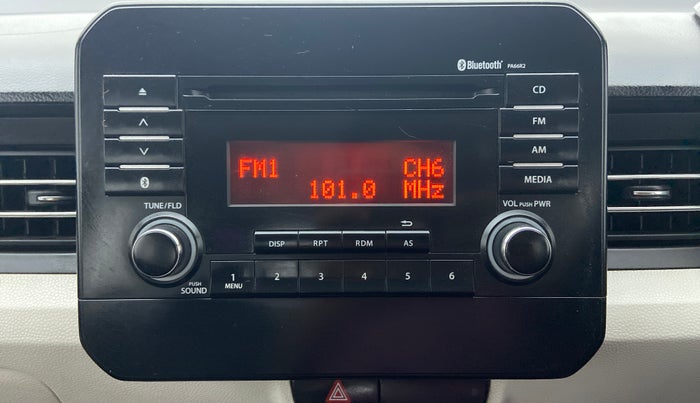 Bluetooth® PA66R2
CD
FM
AM
MEDIA
FM1 CH6
101.0 MHz
TUNE/FLD
VOL PUSH PWR
DISP RPT RDM AS
PUSH
SOUND
1 2 3 4 5 6
MENU